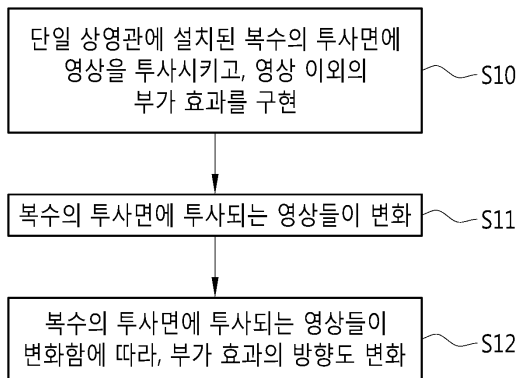 단일 상영관에 설치된 복수의 투사면에
영상을 투사시키고, 영상 이외의
부가 효과를 구현
S10
복수의 투사면에 투사되는 영상들이 변화
S11
복수의 투사면에 투사되는 영상들이
변화함에 따라, 부가 효과의 방향도 변화
S12